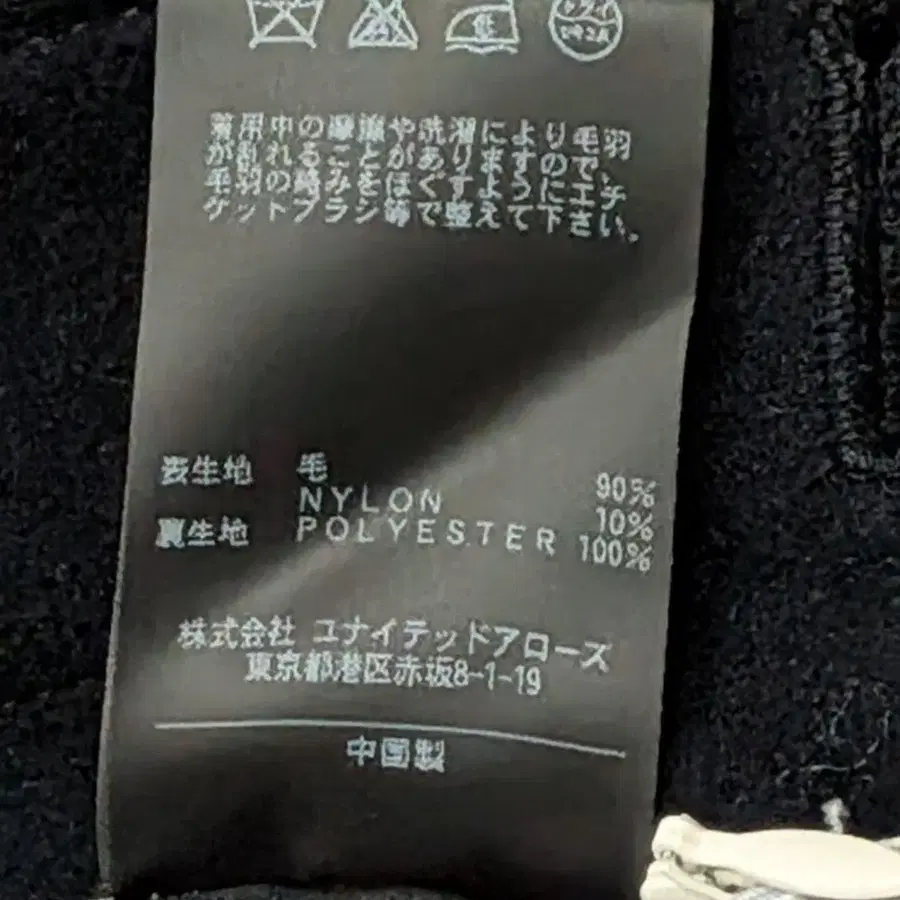 低
ドライ
着用中の摩擦や洗濯により毛羽
が乱れることがありますので、
毛羽の絡みをほぐすようにエチ
ケットブラシ等で整えて下さい。
表生地 毛 90%
NYLON 10%
裏生地 POLYESTER 100%
株式会社 ユナイテッドアローズ
東京都港区赤坂8-1-19
中国製